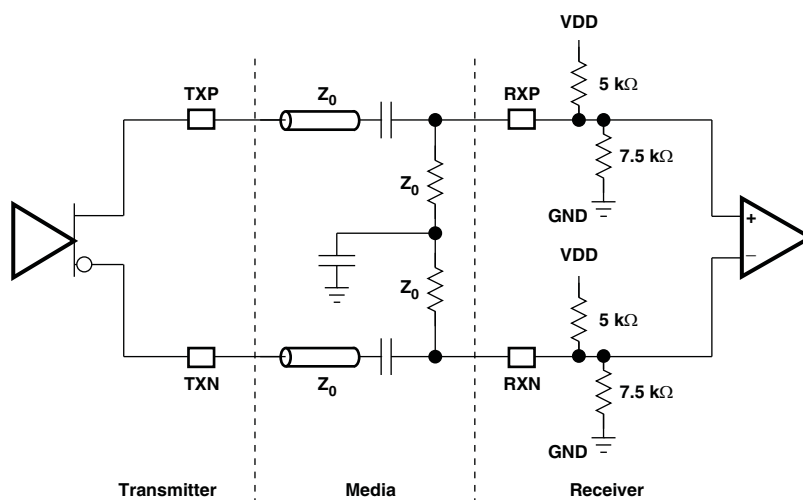 VDD
TXP
Z0
RXP
5 kΩ
Z0
7.5 kΩ
GND
+
VDD
−
Z0
5 kΩ
TXN
Z0
RXN
7.5 kΩ
GND
Transmitter
Media
Receiver